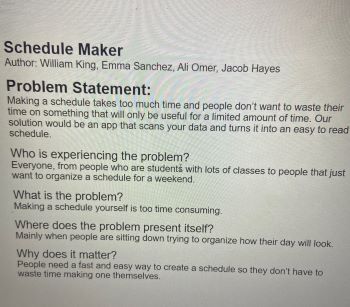 Schedule Maker
Author: William King, Emma Sanchez, Ali Omer, Jacob Hayes
Problem Statement:
Making a schedule takes too much time and people don't want to waste their
time on something that will only be useful for a limited amount of time. Our
solution would be an app that scans your data and turns it into an easy to read
schedule.
Who is experiencing the problem?
Everyone, from people who are students with lots of classes to people that just
want to organize a schedule for a weekend.
What is the problem?
Making a schedule yourself is too time consuming.
Where does the problem present itself?
Mainly when people are sitting down trying to organize how their day will look.
Why does it matter?
People need a fast and easy way to create a schedule so they don't have to
waste time making one themselves.